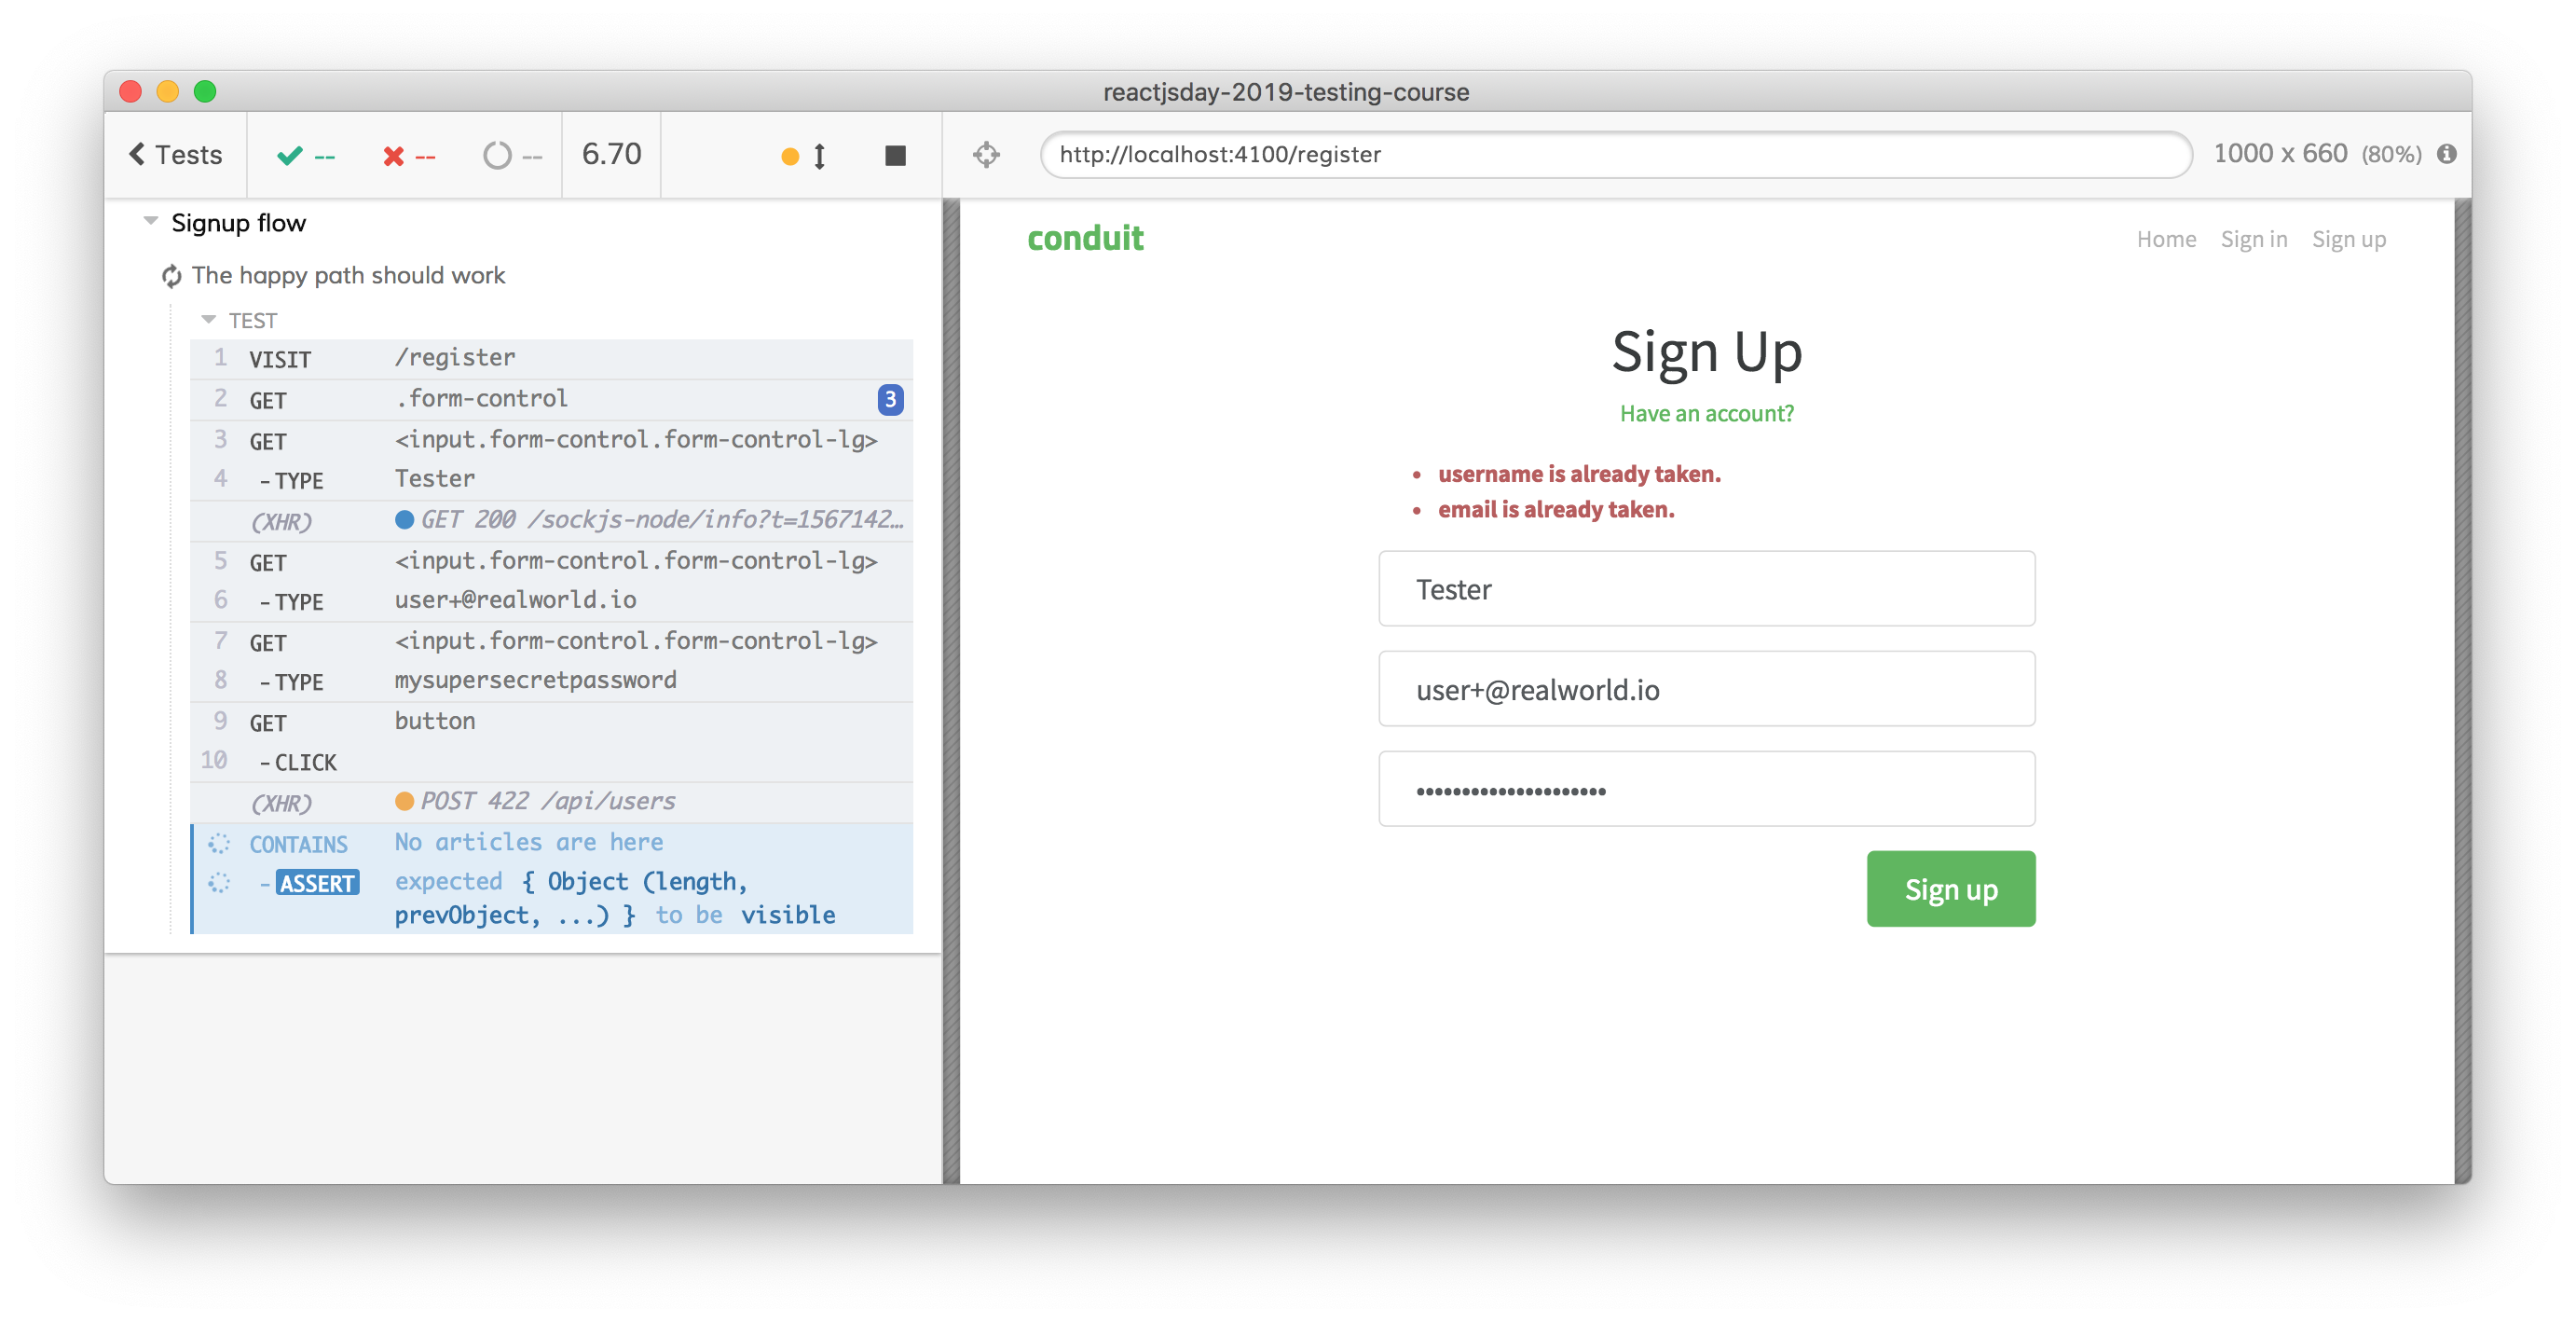 reactjsday-2019-testing-course
Tests -- -- -- 6.70 http://localhost:4100/register 1000 x 660 (80%)
Signup flow
The happy path should work
TEST
1 VISIT /register
2 GET .form-control 3
3 GET <input.form-control.form-control-lg>
4 -TYPE Tester
(XHR) GET 200 /sockjs-node/info?t=1567142…
5 GET <input.form-control.form-control-lg>
6 -TYPE user+@realworld.io
7 GET <input.form-control.form-control-lg>
8 -TYPE mysupersecretpassword
9 GET button
10 -CLICK
(XHR) POST 422 /api/users
CONTAINS No articles are here
-ASSERT expected { Object (length,
prevObject, ...) } to be visible
conduit
Home Sign in Sign up
Sign Up
Have an account?
• username is already taken.
• email is already taken.
Tester
user+@realworld.io
•••••••••••••••••••••
Sign up